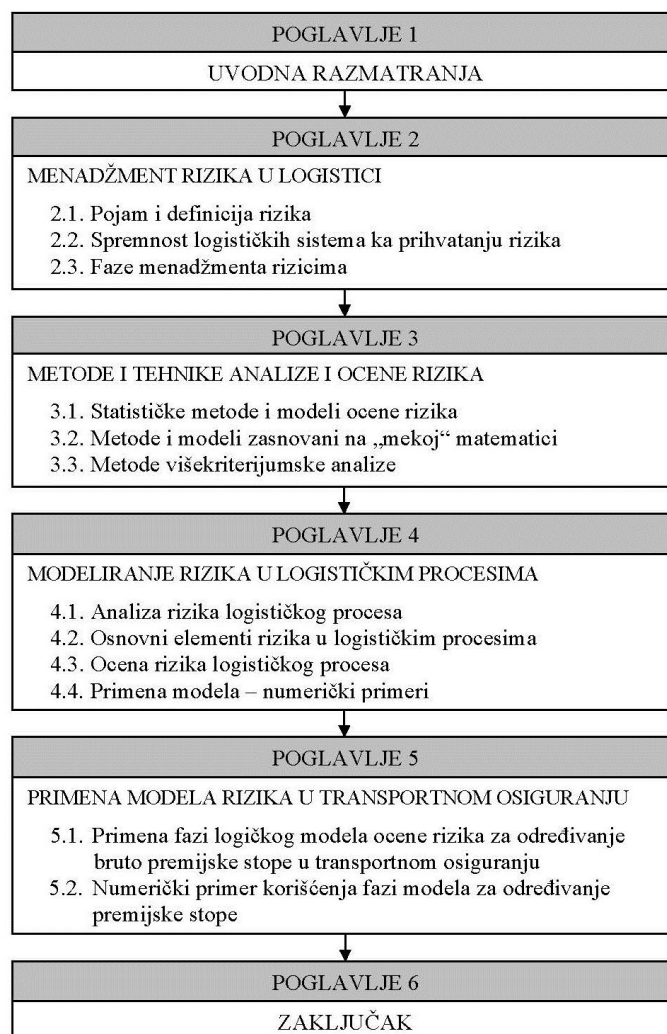 POGLAVLJE 1
UVODNA RAZMATRANJA
POGLAVLJE 2
MENADŽMENT RIZIKA U LOGISTICI
2.1. Pojam i definicija rizika
2.2. Spremnost logističkih sistema ka prihvatanju rizika
2.3. Faze menadžmenta rizicima
POGLAVLJE 3
METODE I TEHNIKE ANALIZE I OCENE RIZIKA
3.1. Statističke metode i modeli ocene rizika
3.2. Metode i modeli zasnovani na „mekoj“ matematici
3.3. Metode višekriterijumske analize
POGLAVLJE 4
MODELIRANJE RIZIKA U LOGISTIČKIM PROCESIMA
4.1. Analiza rizika logističkog procesa
4.2. Osnovni elementi rizika u logističkim procesima
4.3. Ocena rizika logističkog procesa
4.4. Primena modela – numerički primeri
POGLAVLJE 5
PRIMENA MODELA RIZIKA U TRANSPORTNOM OSIGURANJU
5.1. Primena fazi logičkog modela ocene rizika za određivanje
bruto premijske stope u transportnom osiguranju
5.2. Numerički primer korišćenja fazi modela za određivanje
premijske stope
POGLAVLJE 6
ZAKLJUČAK